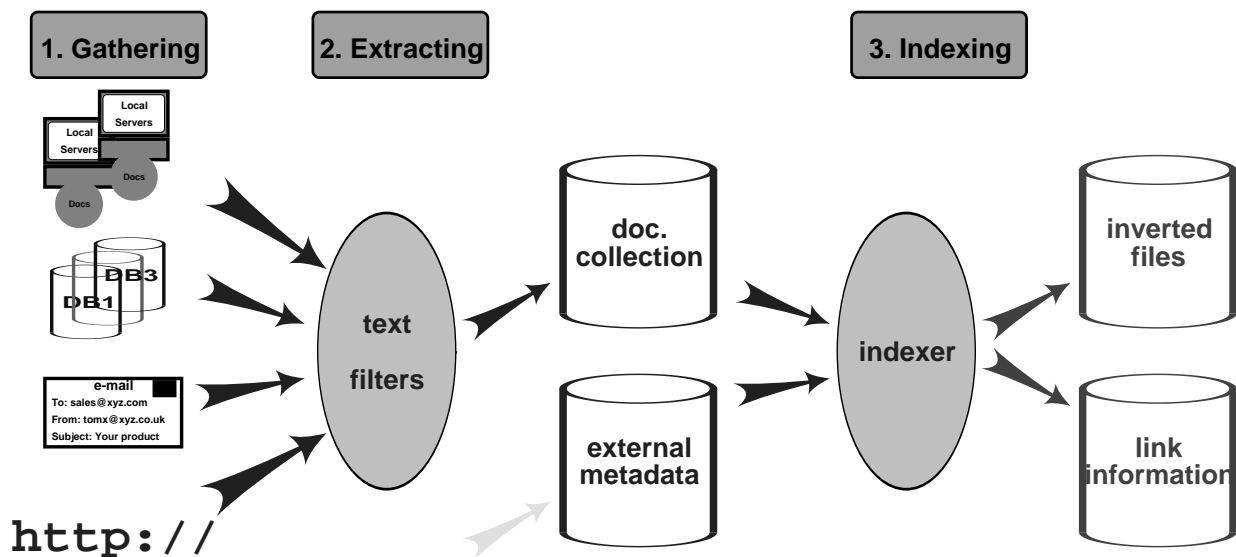 1. Gathering
2. Extracting
3. Indexing
Local
Servers
Local
Servers
Docs
Docs
DB3
DB1
e-mail
To: sales@xyz.com
From: tomx@xyz.co.uk
Subject: Your product
http://
text
filters
doc.
collection
external
metadata
indexer
inverted
files
link
information